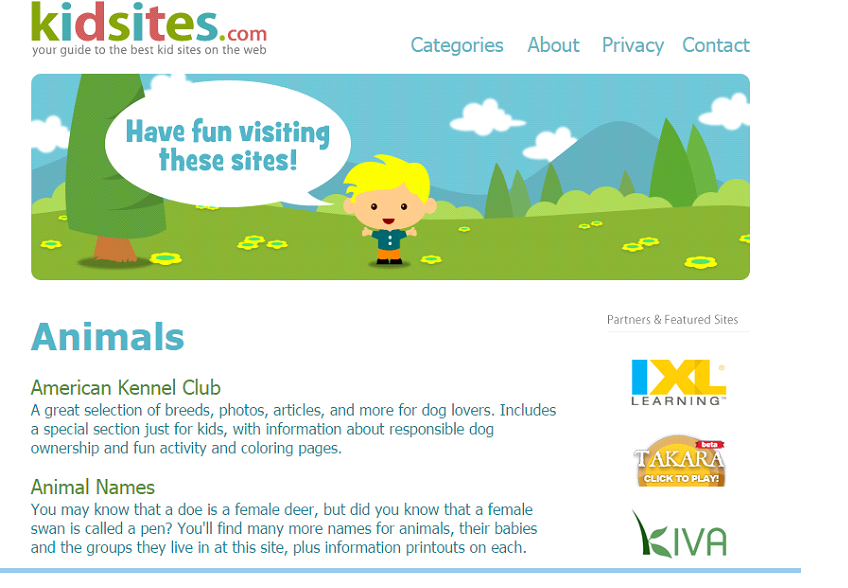 kidsites.com
your guide to the best kid sites on the web
Categories About Privacy Contact
Have fun visiting
these sites!
Animals
American Kennel Club
A great selection of breeds, photos, articles, and more for dog lovers. Includes
a special section just for kids, with information about responsible dog
ownership and fun activity and coloring pages.
Animal Names
You may know that a doe is a female deer, but did you know that a female
swan is called a pen? You'll find many more names for animals, their babies
and the groups they live in at this site, plus information printouts on each.
Partners & Featured Sites
IXL
LEARNING™
beta
TAKARA
CLICK TO PLAY!
KIVA